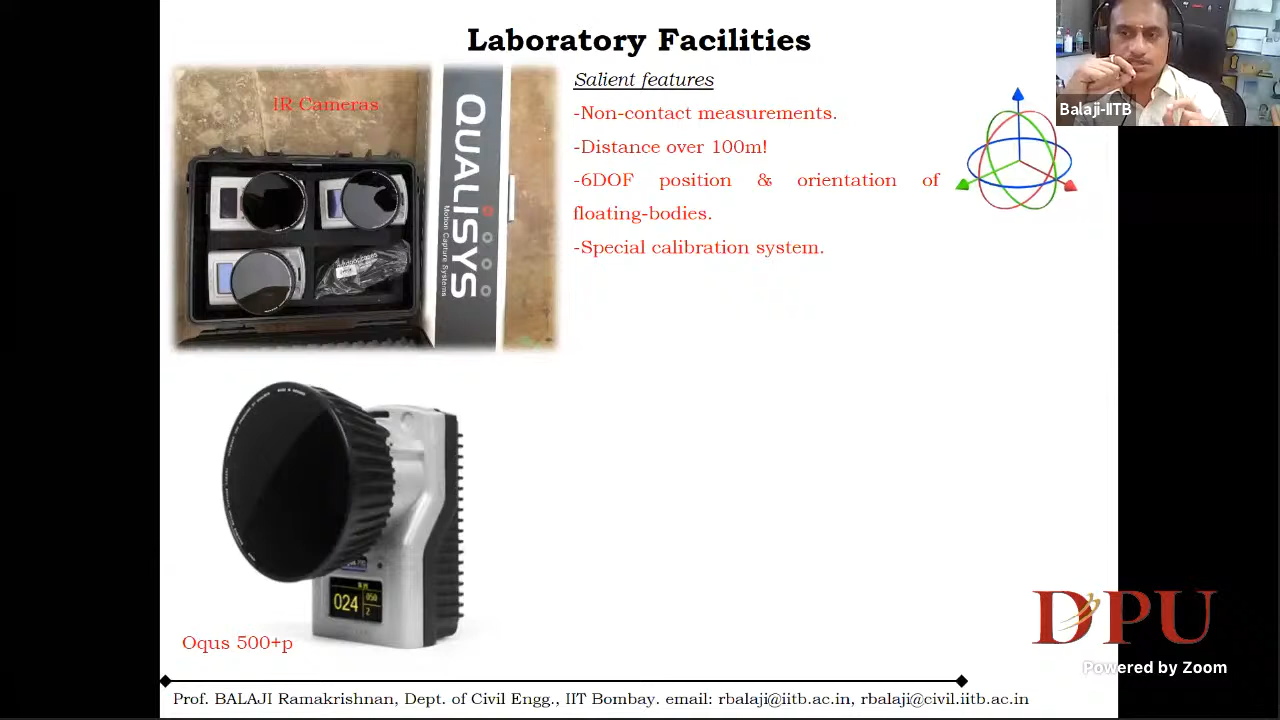 Laboratory Facilities
IR Cameras
QUALISYS
Motion Capture Systems
Salient features
-Non-contact measurements.
-Distance over 100m!
-6DOF position & orientation of
floating-bodies.
-Special calibration system.
Balaji-IITB
024
050
2
Oqus 500+p
DPU
Powered by Zoom
Prof. BALAJI Ramakrishnan, Dept. of Civil Engg., IIT Bombay. email: rbalaji@iitb.ac.in, rbalaji@civil.iitb.ac.in